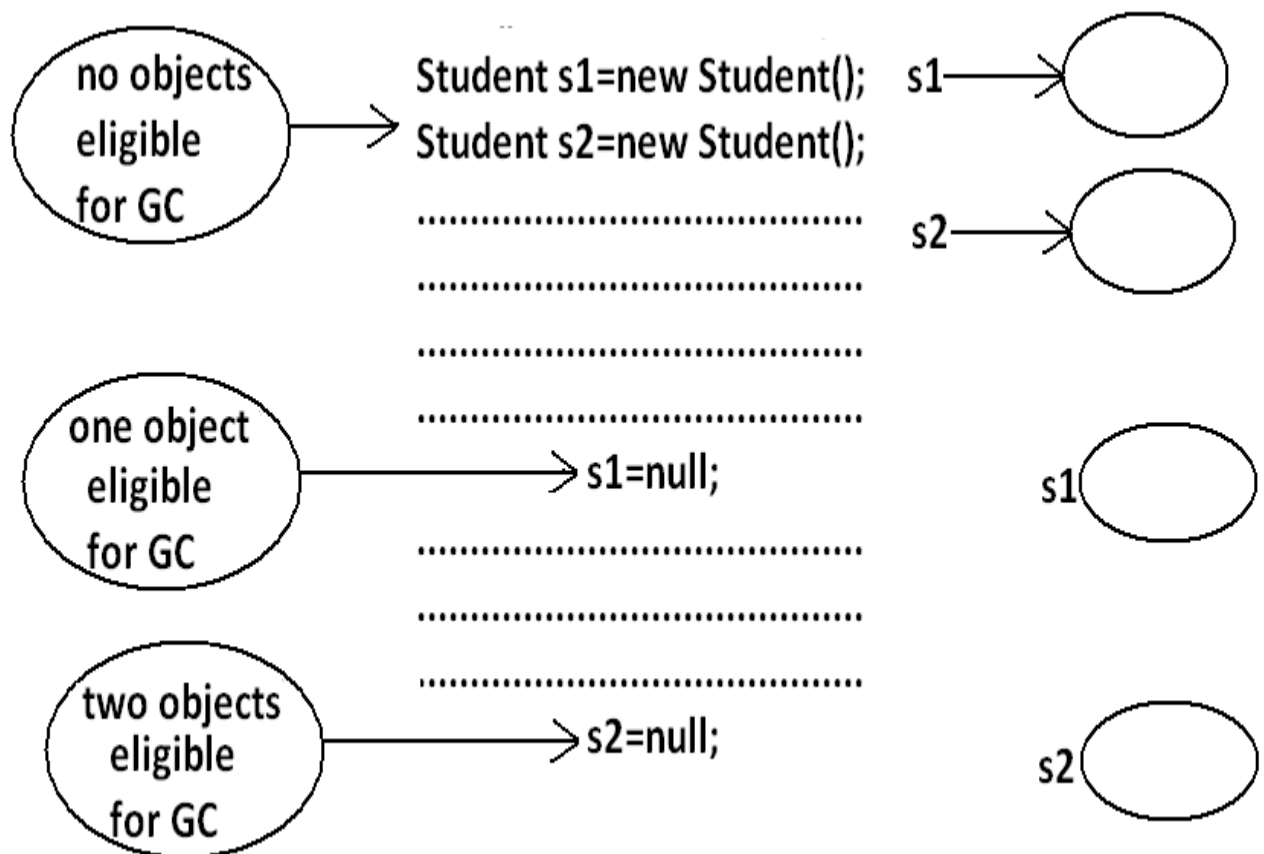 no objects
eligible
for GC
Student s1=new Student();
Student s2=new Student();
s1
s2
.............................................
.............................................
.............................................
.............................................
one object
eligible
for GC
s1=null;
s1
.............................................
.............................................
.............................................
two objects
eligible
for GC
s2=null;
s2